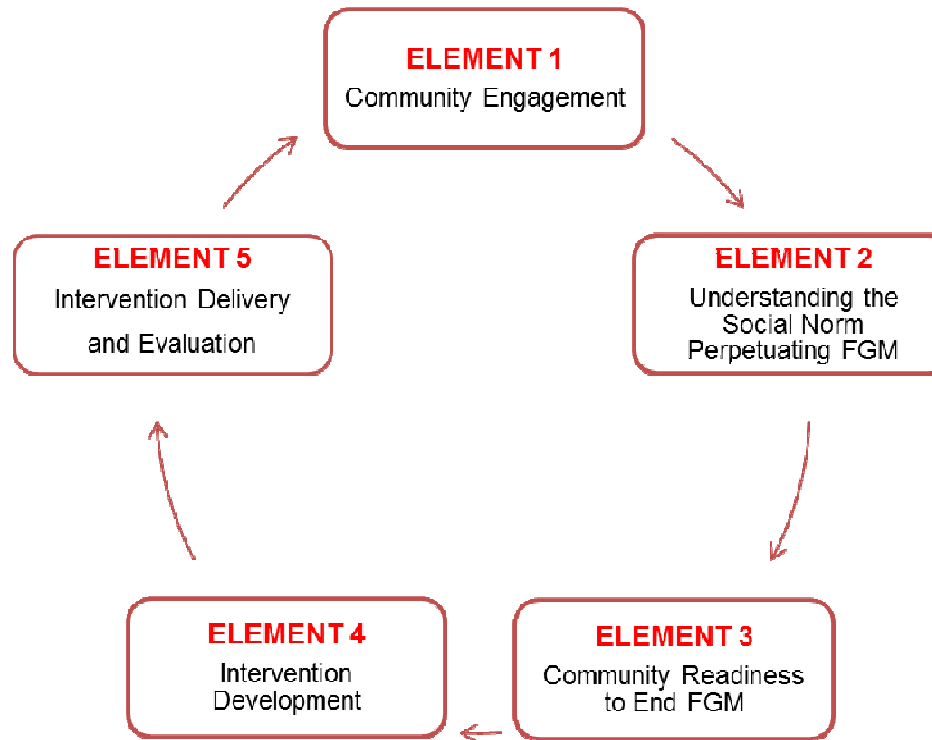 ELEMENT 1
Community Engagement
ELEMENT 2
Understanding the
Social Norm
Perpetuating FGM
ELEMENT 3
Community Readiness
to End FGM
ELEMENT 4
Intervention
Development
ELEMENT 5
Intervention Delivery
and Evaluation